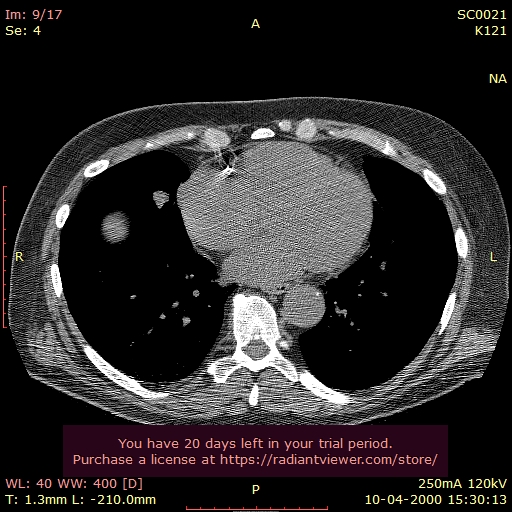 Im: 9/17
Se: 4
A
SC0021
K121
NA
R
L
You have 20 days left in your trial period.
Purchase a license at https://radiantviewer.com/store/
WL: 40 WW: 400 [D]
T: 1.3mm L: -210.0mm
P
250mA 120kV
10-04-2000 15:30:13